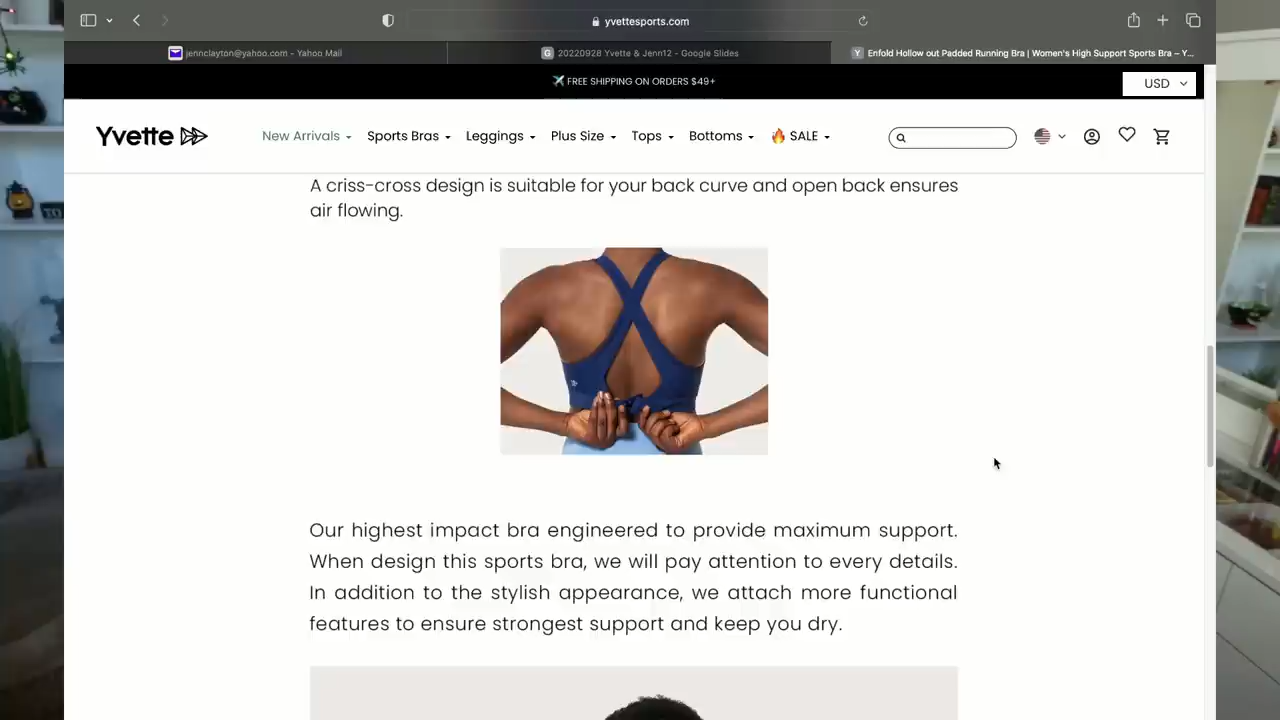 yvettesports.com
jennclayton@yahoo.com - Yahoo Mail
G 20220928 Yvette & Jenn12 - Google Slides
Y Enfold Hollow out Padded Running Bra | Women's High Support Sports Bra – Y...
FREE SHIPPING ON ORDERS $49+
USD
Yvette
New Arrivals Sports Bras Leggings Plus Size Tops Bottoms SALE
A criss-cross design is suitable for your back curve and open back ensures
air flowing.
Our highest impact bra engineered to provide maximum support.
When design this sports bra, we will pay attention to every details.
In addition to the stylish appearance, we attach more functional
features to ensure strongest support and keep you dry.
TO